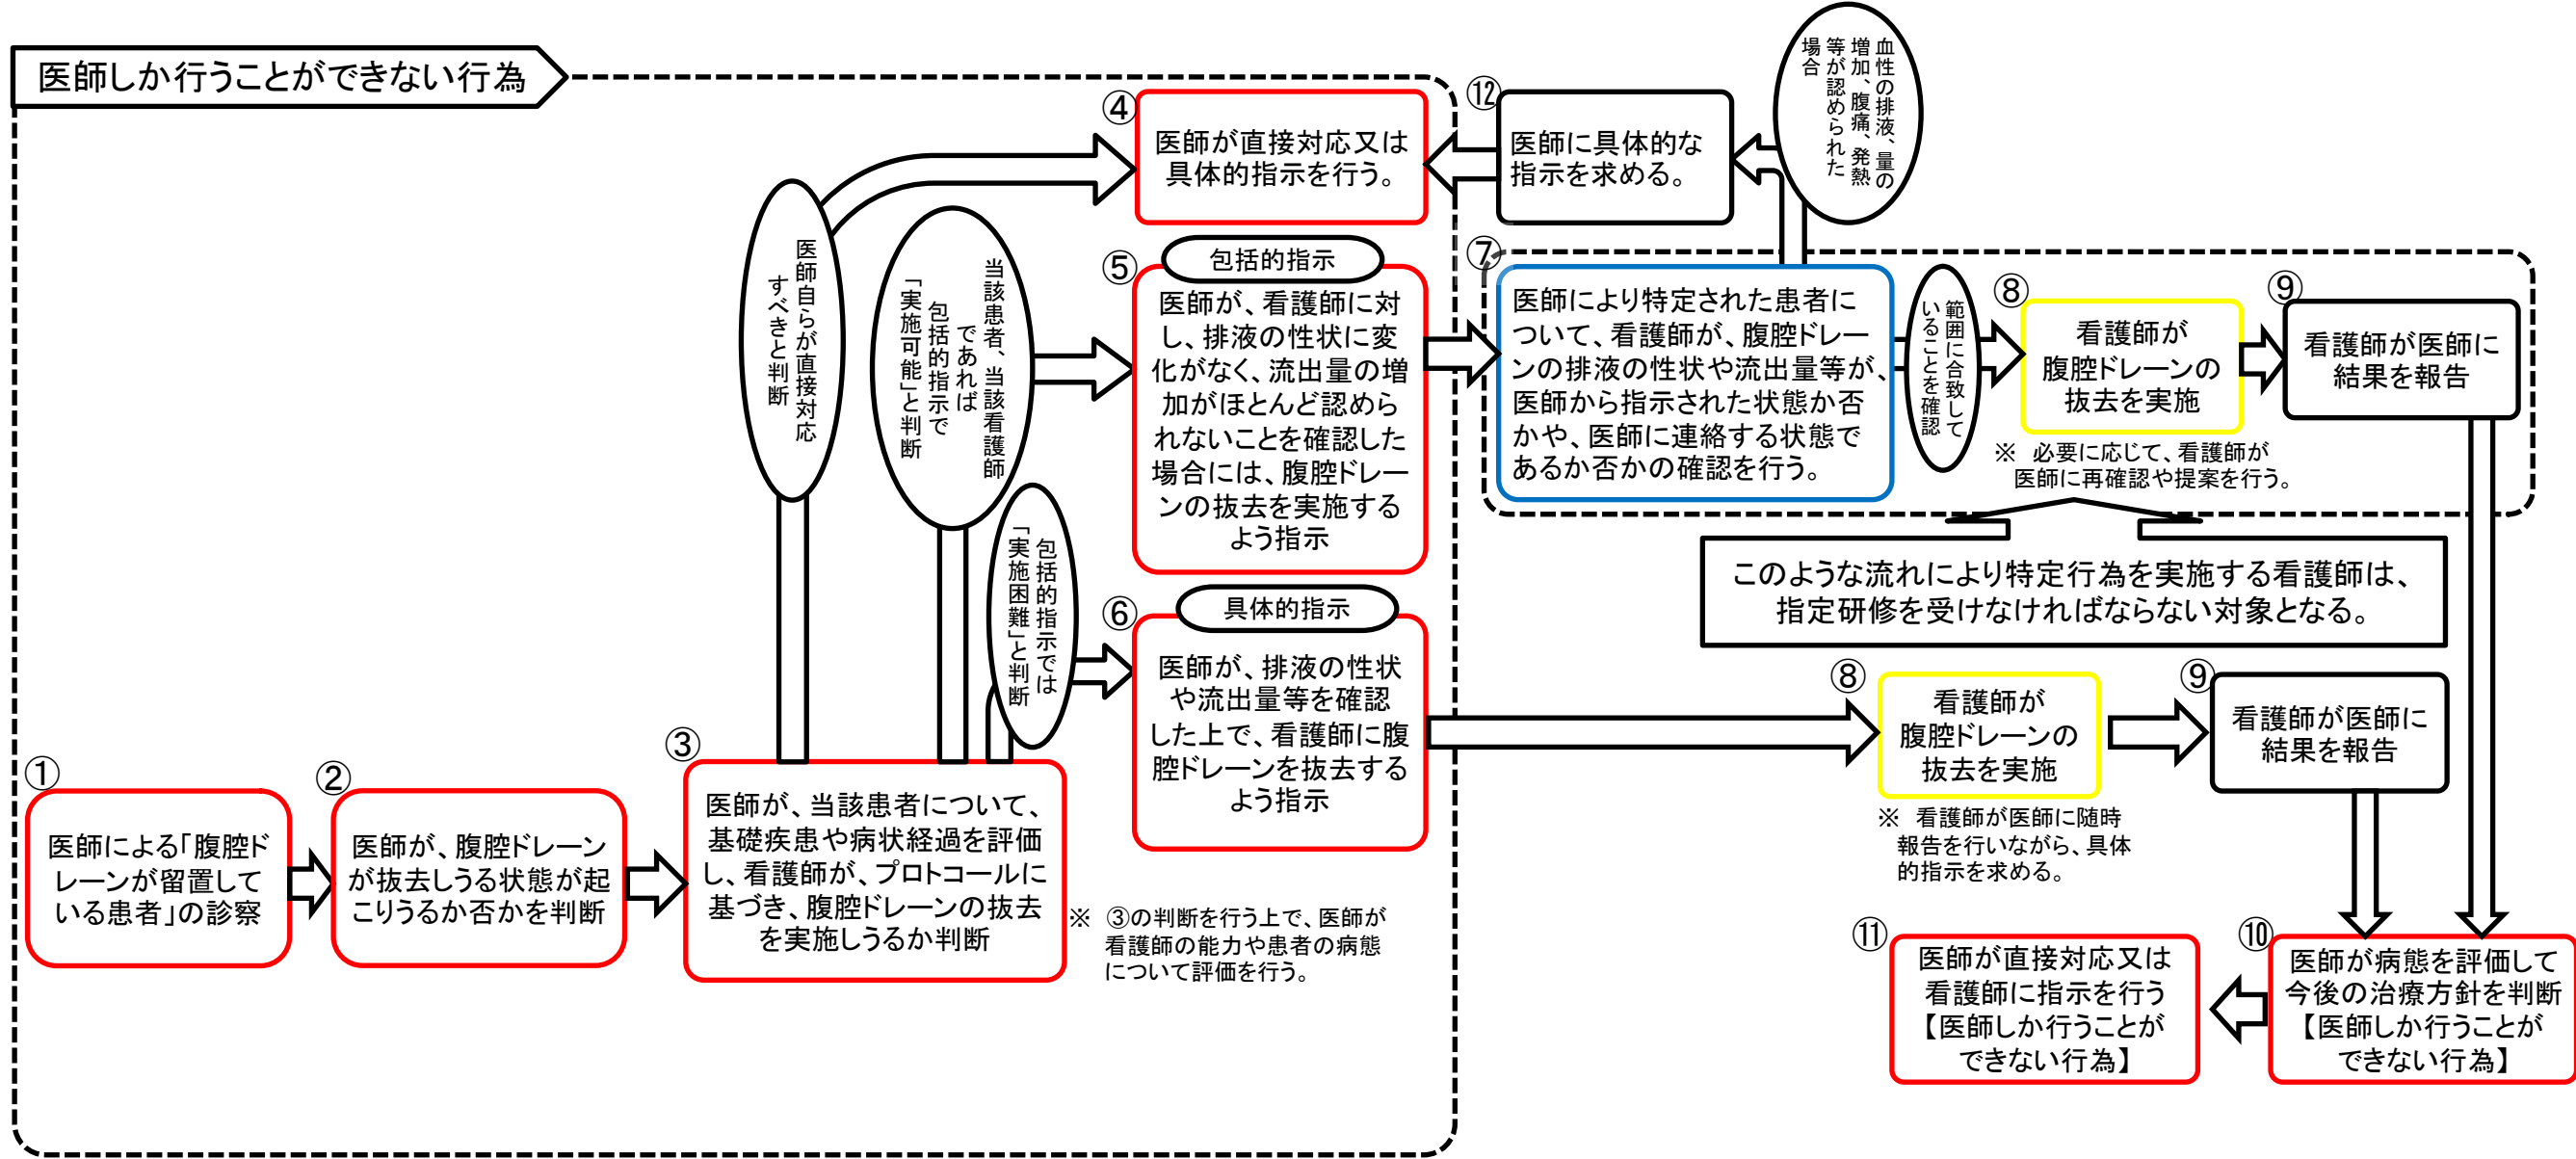 医師しか行うことができない行為
①
医師による「腹腔ド
レーンが留置して
いる患者」の診察
②
医師が、腹腔ドレーン
が抜去しうる状態が起
こりうるか否かを判断
③
医師が、当該患者について、
基礎疾患や病状経過を評価
し、看護師が、プロトコールに
基づき、腹腔ドレーンの抜去
を実施しうるか判断
※ ③の判断を行う上で、医師が
看護師の能力や患者の病態
について評価を行う。
医師自らが直接対応
すべきと判断
当該患者、当該看護師
であれば
包括的指示で
「実施可能」と判断
包括的指示では
「実施困難」と判断
④
医師が直接対応又は
具体的指示を行う。
⑤
包括的指示
医師が、看護師に対
し、排液の性状に変
化がなく、流出量の増
加がほとんど認めら
れないことを確認した
場合には、腹腔ドレー
ンの抜去を実施する
よう指示
⑥
具体的指示
医師が、排液の性状
や流出量等を確認
した上で、看護師に腹
腔ドレーンを抜去する
よう指示
⑫
医師に具体的な
指示を求める。
血性の排液、量の
増加、腹痛、発熱
等が認められた
場合
⑦
医師により特定された患者に
ついて、看護師が、腹腔ドレー
ンの排液の性状や流出量等が、
医師から指示された状態か否
かや、医師に連絡する状態で
あるか否かの確認を行う。
範囲に合致して
いることを確認
⑧
看護師が
腹腔ドレーンの
抜去を実施
※ 必要に応じて、看護師が
医師に再確認や提案を行う。
⑨
看護師が医師に
結果を報告
このような流れにより特定行為を実施する看護師は、
指定研修を受けなければならない対象となる。
⑧
看護師が
腹腔ドレーンの
抜去を実施
※ 看護師が医師に随時
報告を行いながら、具体
的指示を求める。
⑨
看護師が医師に
結果を報告
⑩
医師が病態を評価して
今後の治療方針を判断
【医師しか行うことが
できない行為】
⑪
医師が直接対応又は
看護師に指示を行う
【医師しか行うことが
できない行為】